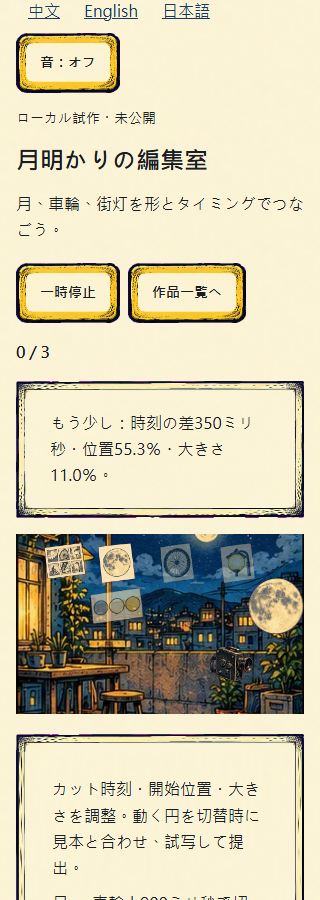 中文 English 日本語
音：オフ
ローカル試作・未公開
月明かりの編集室
月、車輪、街灯を形とタイミングでつな
ごう。
一時停止 作品一覧へ
0 / 3
もう少し：時刻の差350ミリ
秒・位置55.3%・大きさ
11.0%。
カット時刻・開始位置・大き
さを調整。動く円を切替時に
見本と合わせ、試写して提
出。